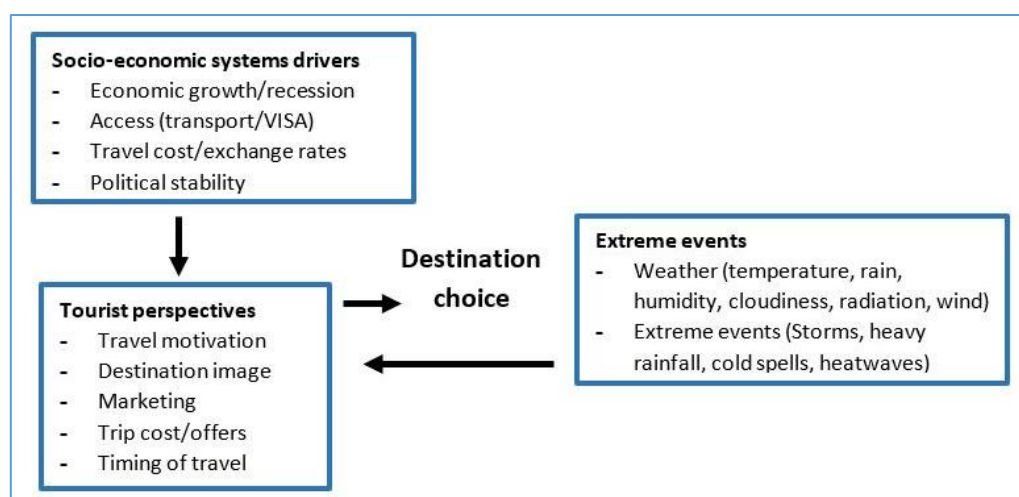 Socio-economic systems drivers
- Economic growth/recession
- Access (transport/VISA)
- Travel cost/exchange rates
- Political stability
Tourist perspectives
- Travel motivation
- Destination image
- Marketing
- Trip cost/offers
- Timing of travel
Destination
choice
Extreme events
- Weather (temperature, rain,
humidity, cloudiness, radiation, wind)
- Extreme events (Storms, heavy
rainfall, cold spells, heatwaves)